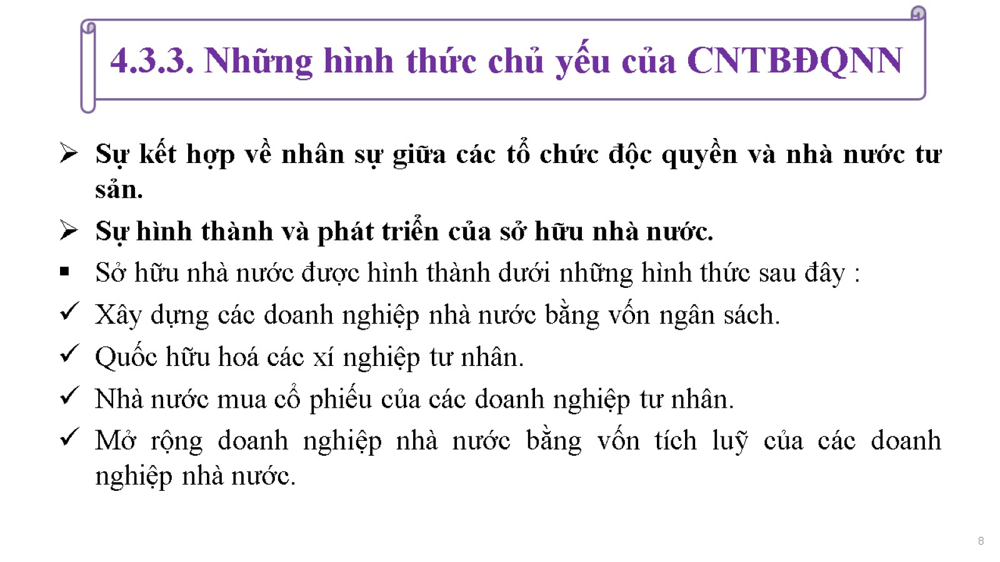 4.3.3. Những hình thức chủ yếu của CNTBĐQNN
Sự kết hợp về nhân sự giữa các tổ chức độc quyền và nhà nước tư
sản.
Sự hình thành và phát triển của sở hữu nhà nước.
Sở hữu nhà nước được hình thành dưới những hình thức sau đây :
Xây dựng các doanh nghiệp nhà nước bằng vốn ngân sách.
Quốc hữu hoá các xí nghiệp tư nhân.
Nhà nước mua cổ phiếu của các doanh nghiệp tư nhân.
Mở rộng doanh nghiệp nhà nước bằng vốn tích luỹ của các doanh
nghiệp nhà nước.
8